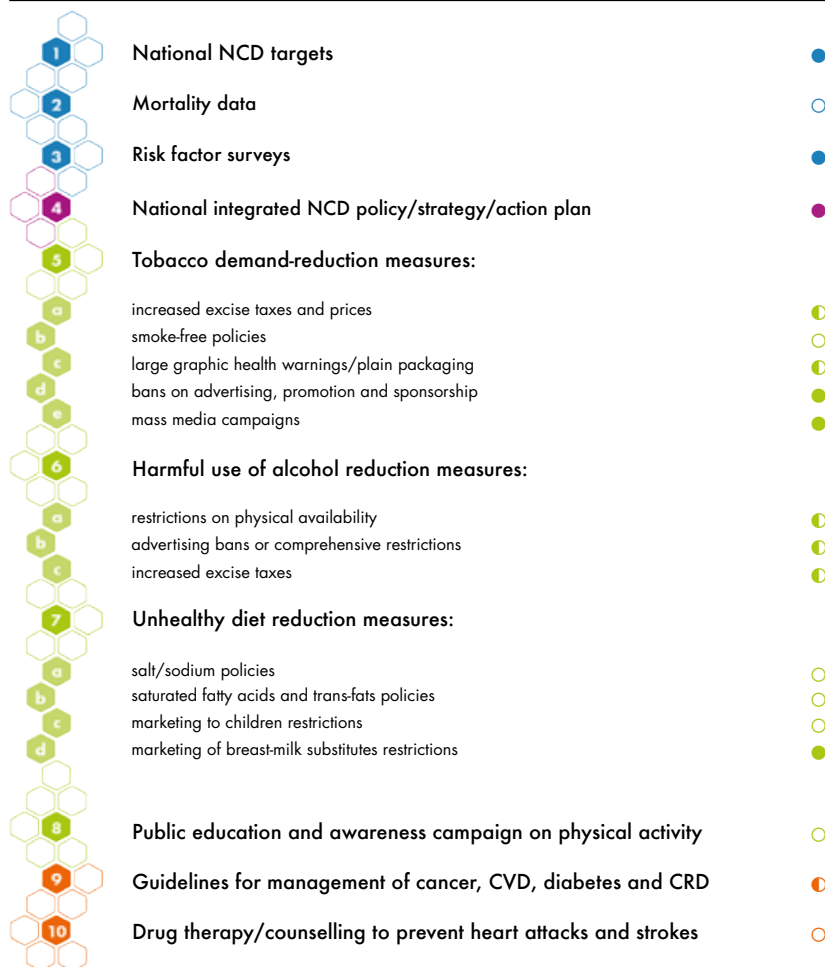 1 National NCD targets ●
2 Mortality data ○
3 Risk factor surveys ●
4 National integrated NCD policy/strategy/action plan ●
5 Tobacco demand-reduction measures:
a increased excise taxes and prices ◐
b smoke-free policies ○
c large graphic health warnings/plain packaging ◐
d bans on advertising, promotion and sponsorship ●
e mass media campaigns ●
6 Harmful use of alcohol reduction measures:
a restrictions on physical availability ◐
b advertising bans or comprehensive restrictions ◐
c increased excise taxes ◐
7 Unhealthy diet reduction measures:
a salt/sodium policies ○
b saturated fatty acids and trans-fats policies ○
c marketing to children restrictions ○
d marketing of breast-milk substitutes restrictions ●
8 Public education and awareness campaign on physical activity ○
9 Guidelines for management of cancer, CVD, diabetes and CRD ◐
10 Drug therapy/counselling to prevent heart attacks and strokes ○